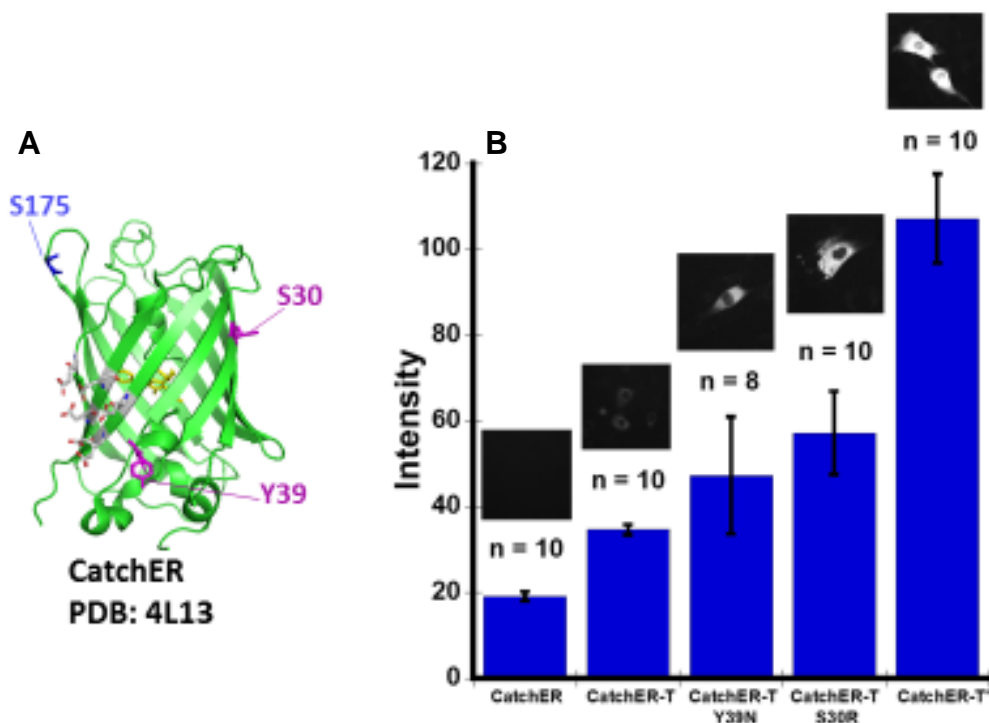 A
S175
S30
Y39
CatchER
PDB: 4L13
B
Intensity
120
100
80
60
40
20
0
n = 10
n = 10
n = 8
n = 10
n = 10
CatchER
CatchER-T
CatchER-T
Y39N
CatchER-T
S30R
CatchER-T'